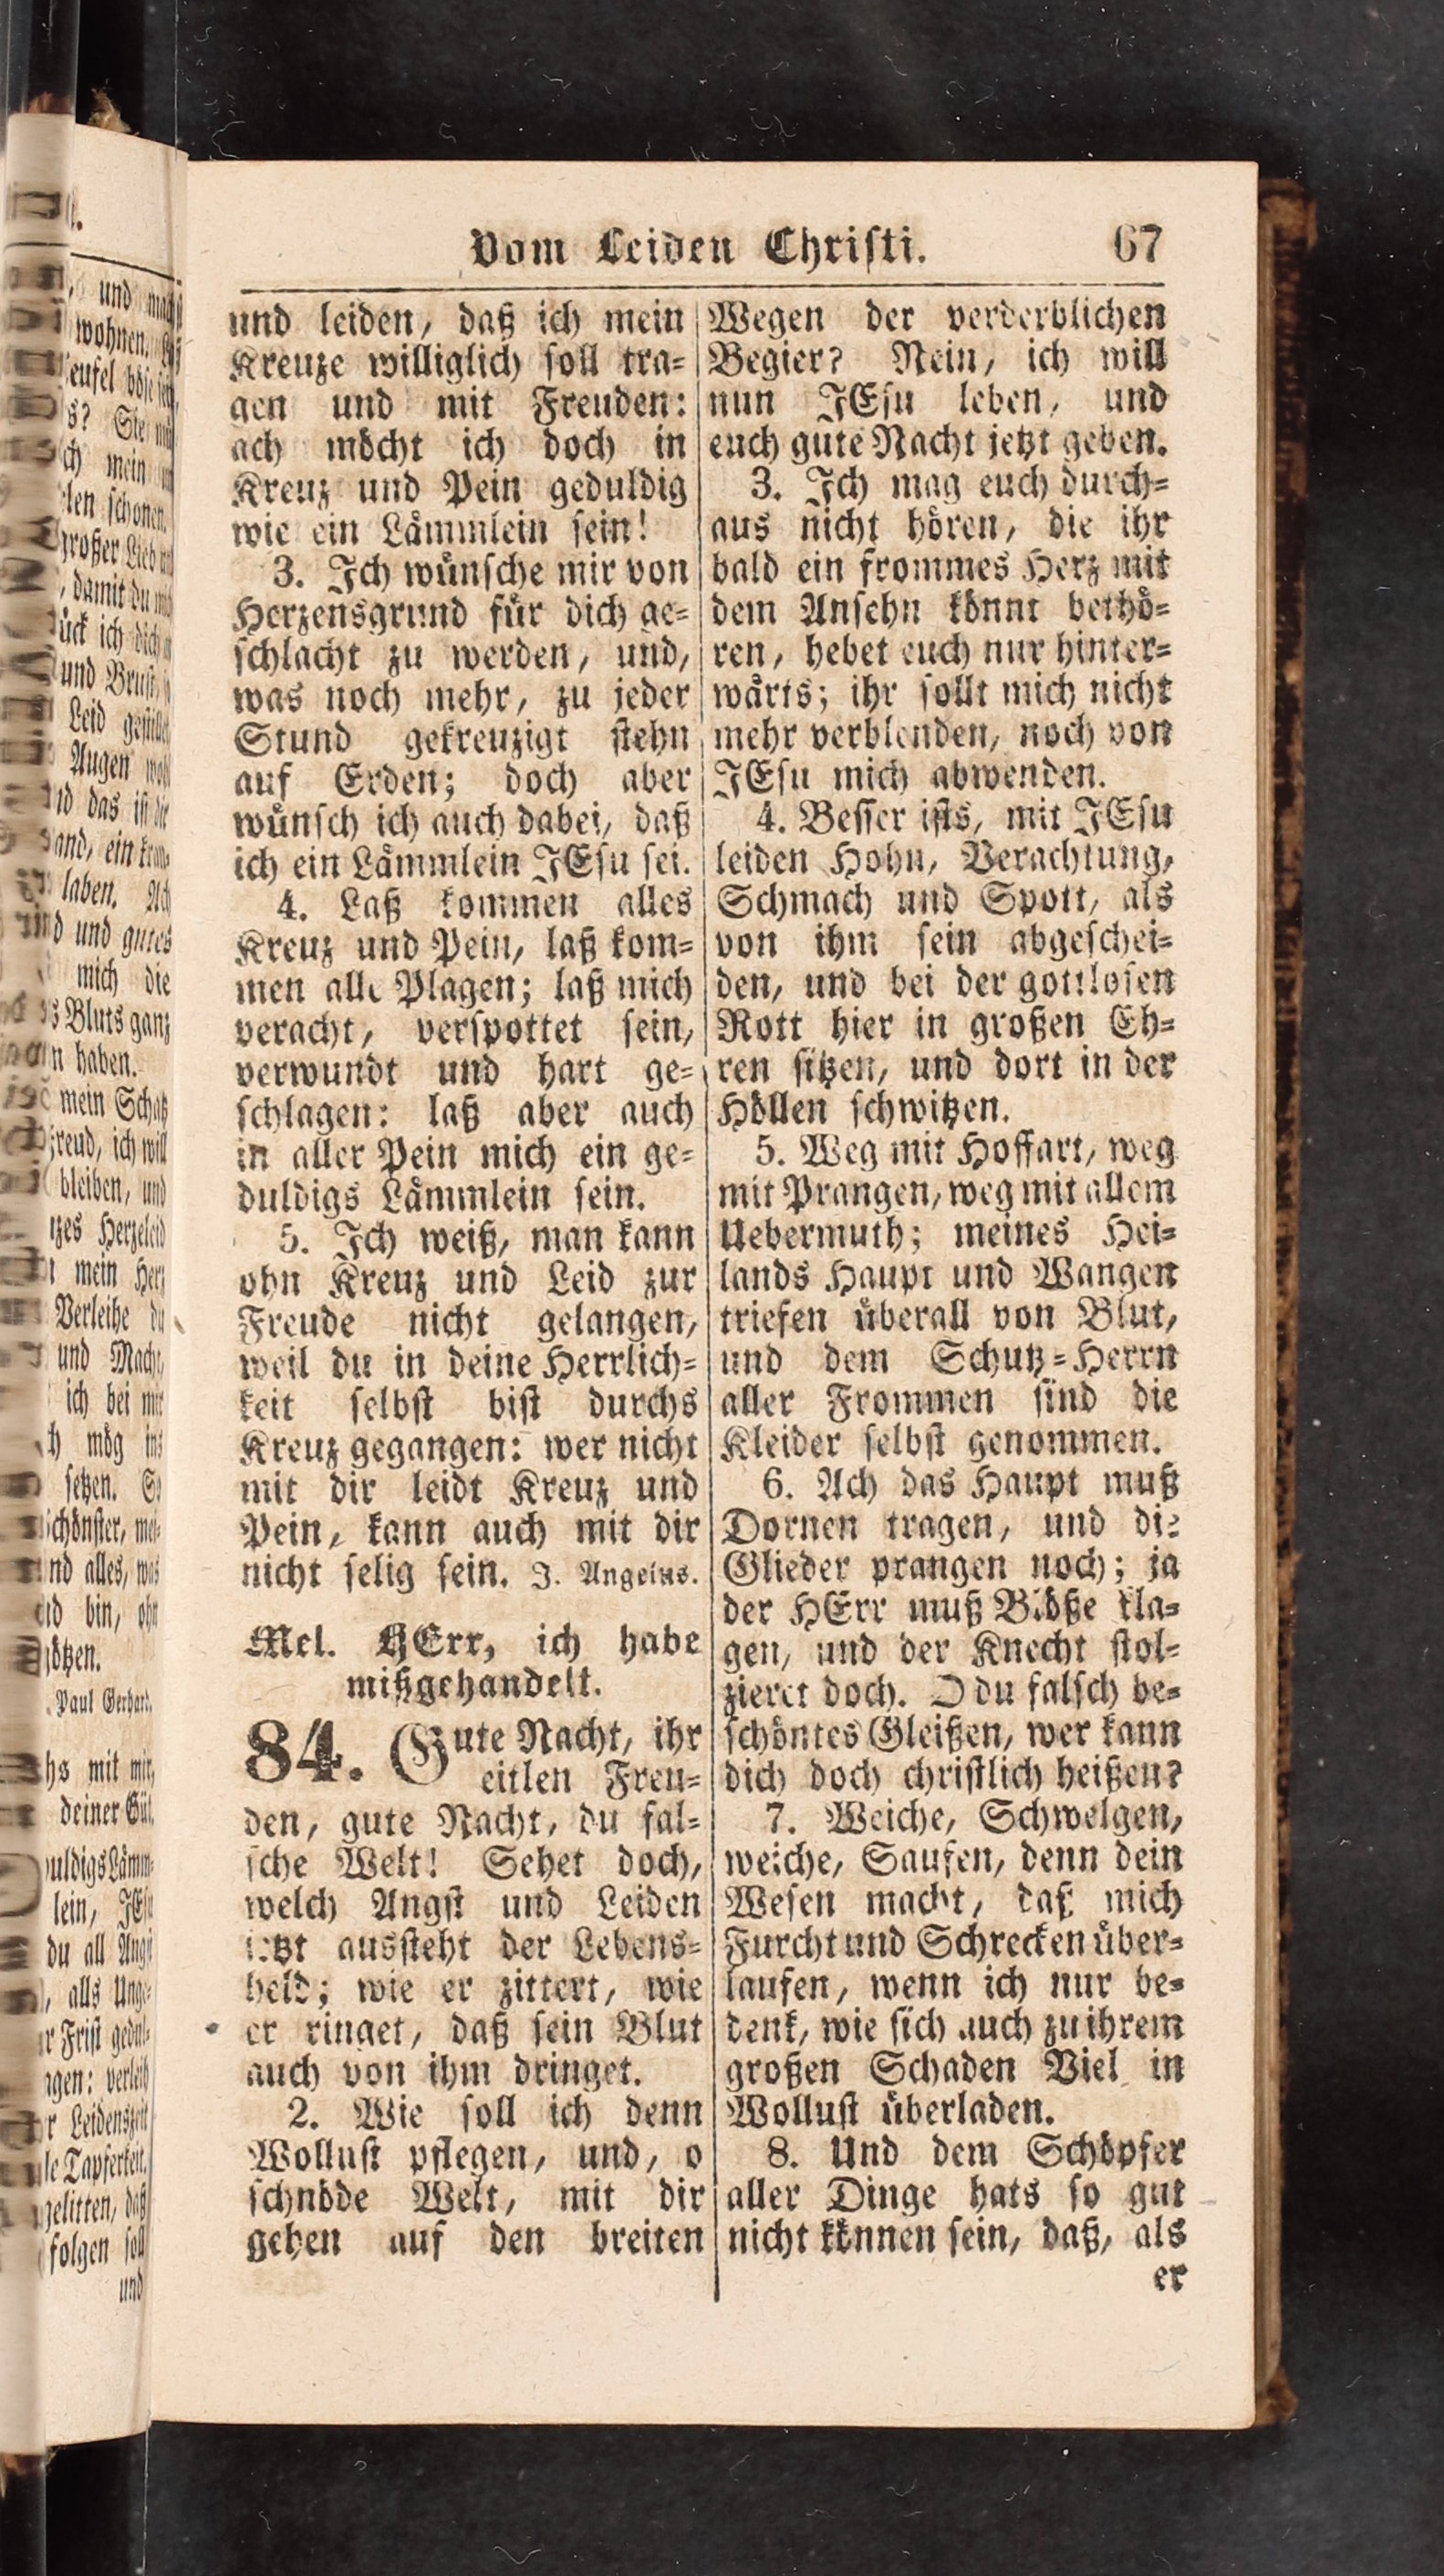 Vom Leiden Christi. 67
und leiden, daß ich mein
Kreuze williglich soll tra=
gen und mit Freuden:
ach möcht ich doch in
Kreuz und Pein geduldig
wie ein Lämmlein sein!
3. Ich wünsche mir von
Herzensgrund für dich ge=
schlacht zu werden, und,
was noch mehr, zu jeder
Stund gekreuzigt stehn
auf Erden; doch aber
wünsch ich auch dabei, daß
ich ein Lämmlein JEsu sei.
4. Laß kommen alles
Kreuz und Pein, laß kom=
men alle Plagen; laß mich
veracht, verspottet sein,
verwundt und hart ge=
schlagen: laß aber auch
in aller Pein mich ein ge=
duldigs Lämmlein sein.
5. Ich weiß, man kann
ohn Kreuz und Leid zur
Freude nicht gelangen,
weil du in deine Herrlich=
keit selbst bist durchs
Kreuz gegangen: wer nicht
mit dir leidt Kreuz und
Pein, kann auch mit dir
nicht selig sein. J. Angelus.
Mel. HErr, ich habe
mißgehandelt.
84. Gute Nacht, ihr
eitlen Freu=
den, gute Nacht, du fal=
sche Welt! Sehet doch,
welch Angst und Leiden
jetzt aussteht der Lebens=
held; wie er zittert, wie
er ringet, daß sein Blut
auch von ihm dringet.
2. Wie soll ich denn
Wollust pflegen, und, o
schnöde Welt, mit dir
gehen auf den breiten
Wegen der verderblichen
Begier? Nein, ich will
nun JEsu leben, und
euch gute Nacht jetzt geben.
3. Ich mag euch durch=
aus nicht hören, die ihr
bald ein frommes Herz mit
dem Ansehn könnt bethö=
ren, hebet euch nur hinter=
wärts; ihr sollt mich nicht
mehr verblenden, noch von
JEsu mich abwenden.
4. Besser ists, mit JEsu
leiden Hohn, Verachtung,
Schmach und Spott, als
von ihm sein abgeschei=
den, und bei der gottlosen
Rott hier in großen Eh=
ren sitzen, und dort in der
Höllen schwitzen.
5. Weg mit Hoffart, weg
mit Prangen, weg mit allem
Uebermuth; meines Hei=
lands Haupt und Wangen
triefen überall von Blut,
und dem Schutz=Herrn
aller Frommen sind die
Kleider selbst genommen.
6. Ach das Haupt muß
Dornen tragen, und die
Glieder prangen noch; ja
der HErr muß Blöße kla=
gen, und der Knecht stol=
zieret doch. O du falsch be=
schöntes Gleißen, wer kann
dich doch christlich heißen?
7. Weiche, Schwelgen,
weiche, Saufen, denn dein
Wesen macht, daß mich
Furcht und Schrecken über=
laufen, wenn ich nur be=
denk, wie sich auch zu ihrem
großen Schaden Viel in
Wollust überladen.
8. Und dem Schöpfer
aller Dinge hats so gut
nicht können sein, daß, als
er